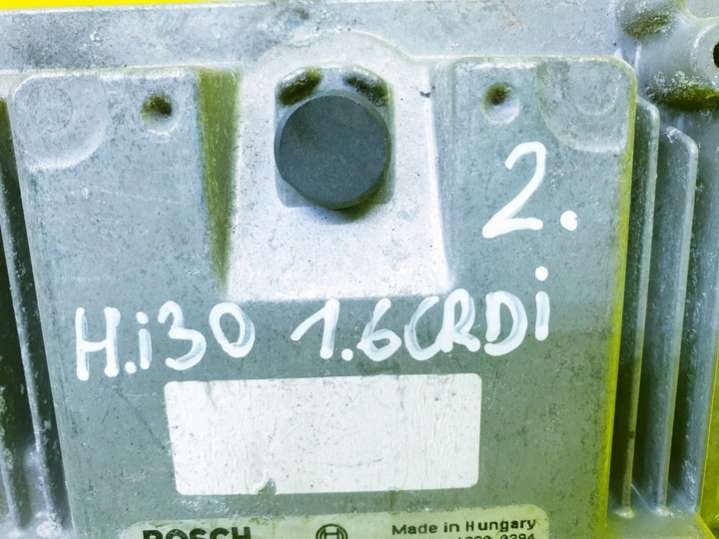 2.
H.i30 1.6CRDi
BOSCH
Made in Hungary